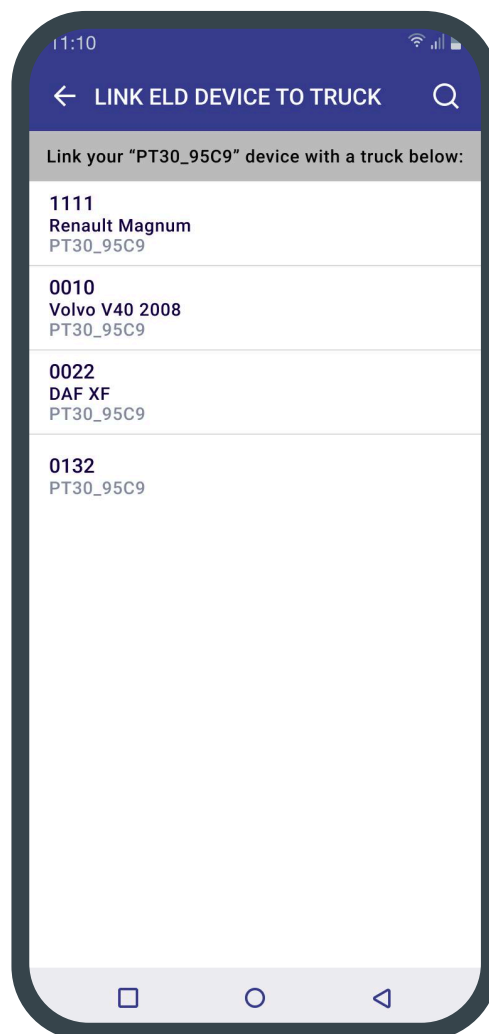 11:10
LINK ELD DEVICE TO TRUCK
Link your “PT30_95C9” device with a truck below:
1111
Renault Magnum
PT30_95C9
0010
Volvo V40 2008
PT30_95C9
0022
DAF XF
PT30_95C9
0132
PT30_95C9